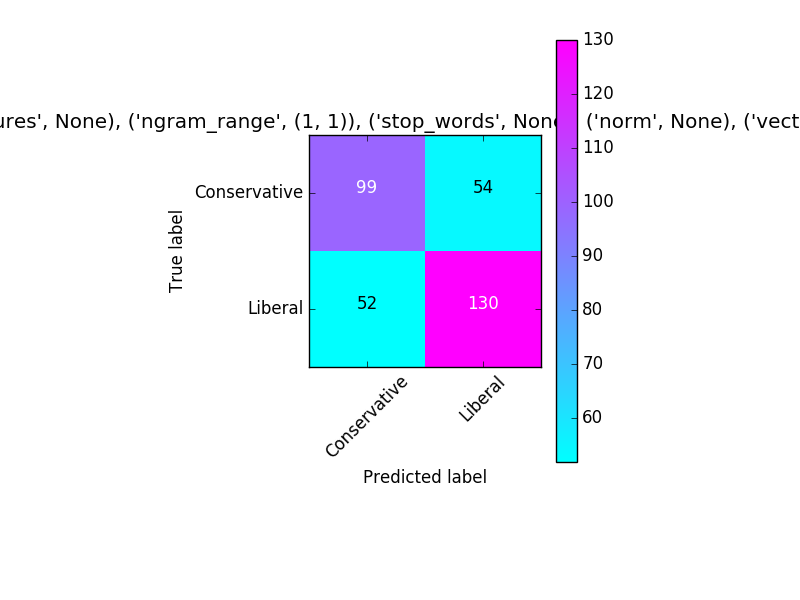 ures', None), ('ngram_range', (1, 1)), ('stop_words', None), ('norm', None), ('vect
True label
Conservative
99 54
Liberal
52 130
Conservative
Liberal
Predicted label
130
120
110
100
90
80
70
60